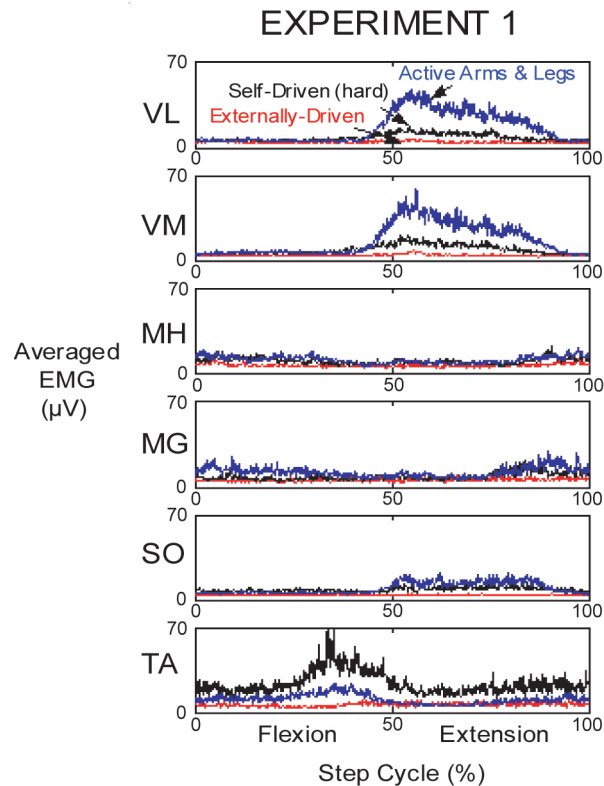 EXPERIMENT 1
70
Active Arms & Legs
Self-Driven (hard)
VL
Externally-Driven
0
0 50 100
70
VM
0
0 50 100
70
MH
0
0 50 100
Averaged
EMG
(µV)
70
MG
0
0 50 100
70
SO
0
0 50 100
70
TA
0
0 50 100
Flexion Extension
Step Cycle (%)